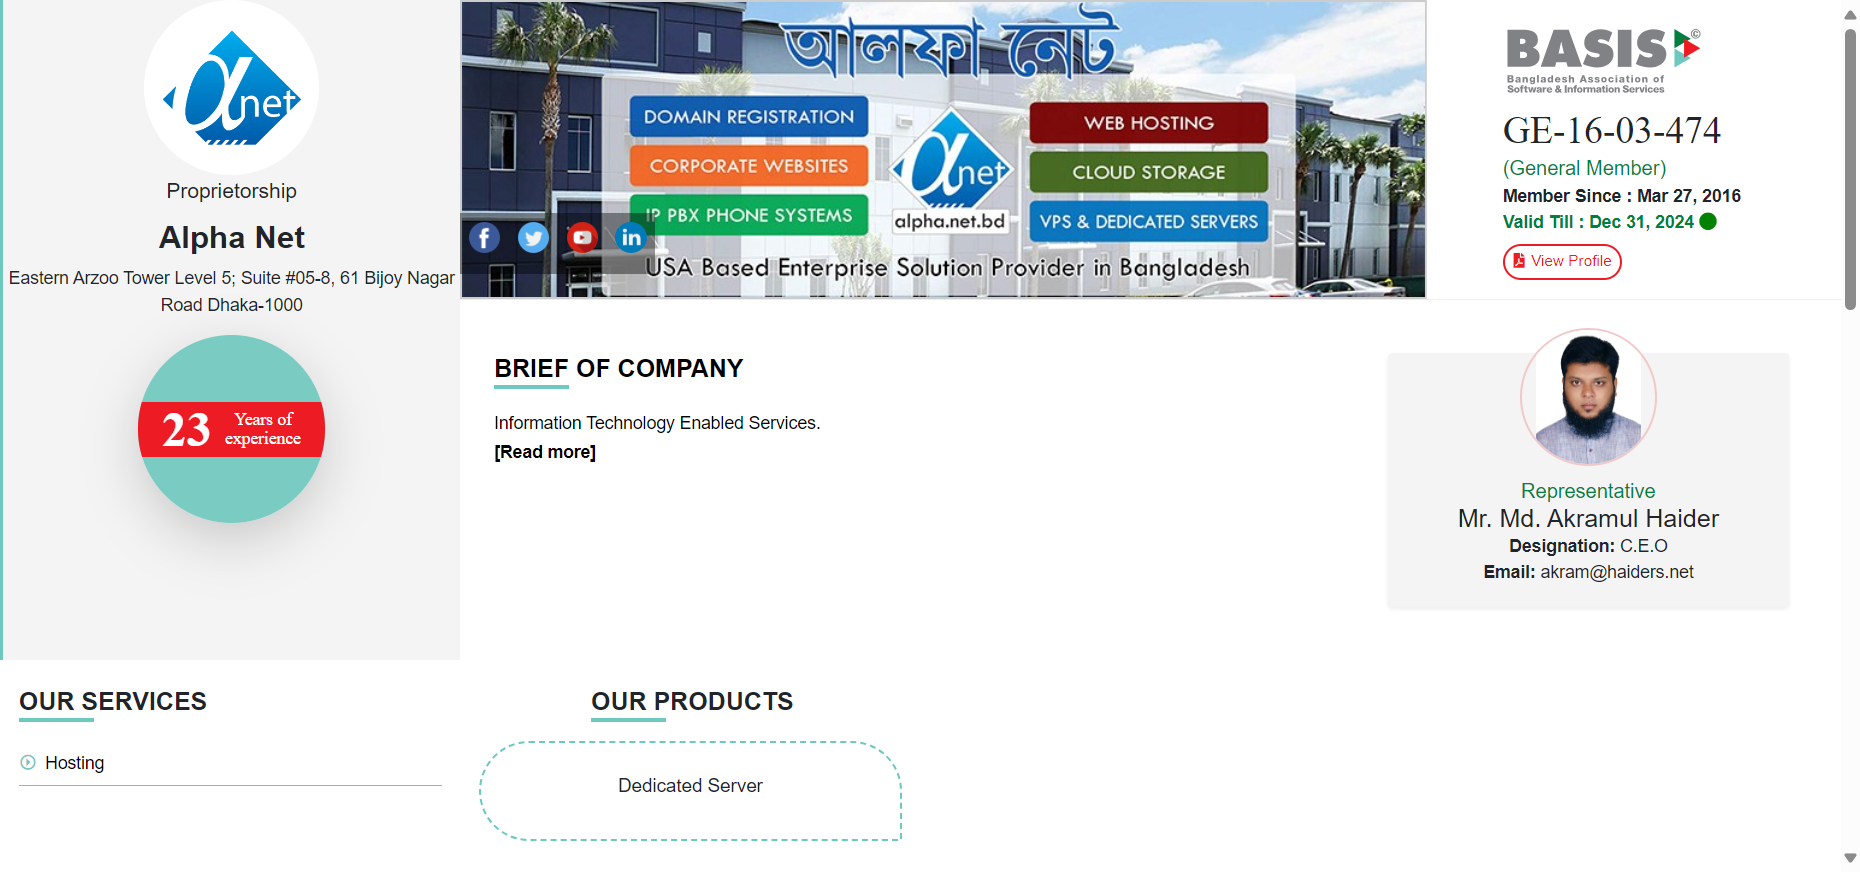 αnet
Proprietorship
Alpha Net
Eastern Arzoo Tower Level 5; Suite #05-8, 61 Bijoy Nagar
Road Dhaka-1000
23 Years of
experience
আলফা নেট
DOMAIN REGISTRATION
CORPORATE WEBSITES
IP PBX PHONE SYSTEMS
αnet
alpha.net.bd
WEB HOSTING
CLOUD STORAGE
VPS & DEDICATED SERVERS
USA Based Enterprise Solution Provider in Bangladesh
BASIS ©
Bangladesh Association of
Software & Information Services
GE-16-03-474
(General Member)
Member Since : Mar 27, 2016
Valid Till : Dec 31, 2024
View Profile
BRIEF OF COMPANY
Information Technology Enabled Services.
[Read more]
Representative
Mr. Md. Akramul Haider
Designation: C.E.O
Email: akram@haiders.net
OUR SERVICES
Hosting
OUR PRODUCTS
Dedicated Server